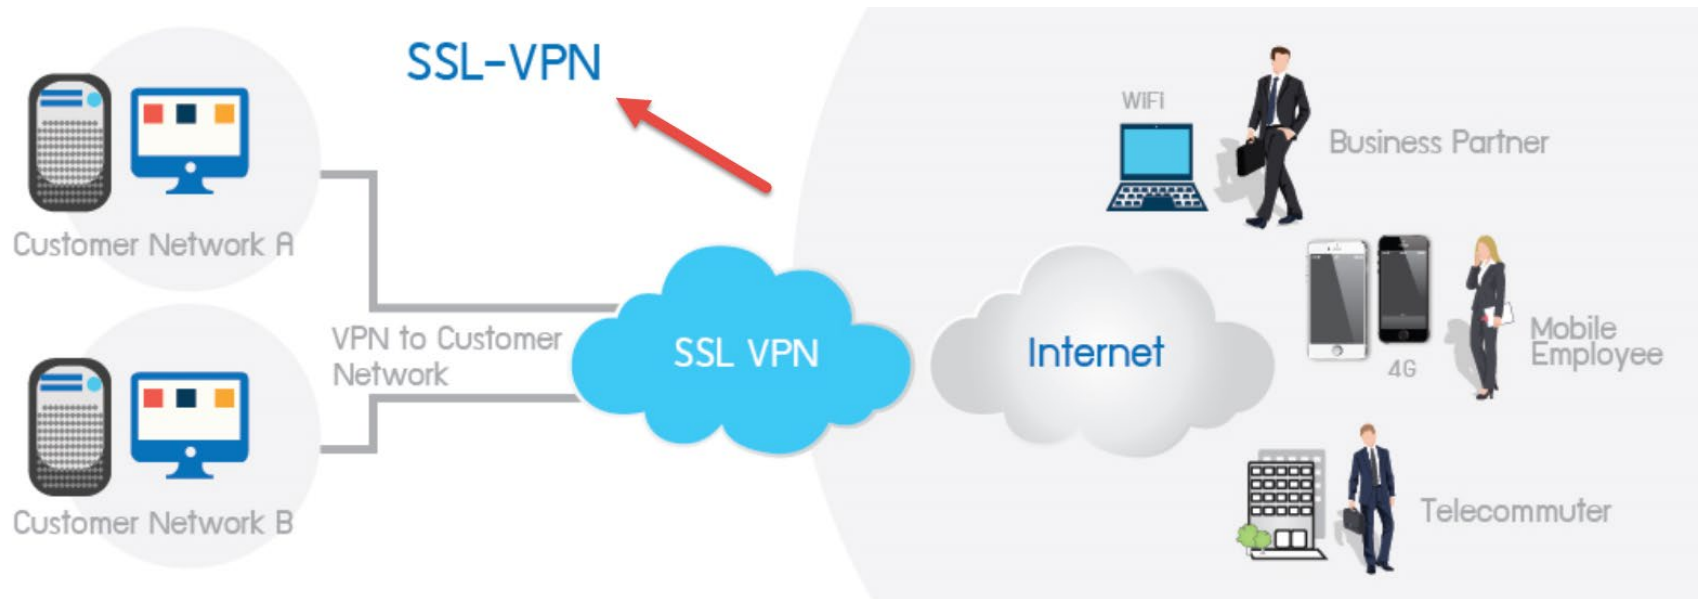 SSL-VPN
WiFi
Business Partner
Customer Network A
VPN to Customer
Network
SSL VPN
Internet
Mobile
Employee
4G
Customer Network B
Telecommuter